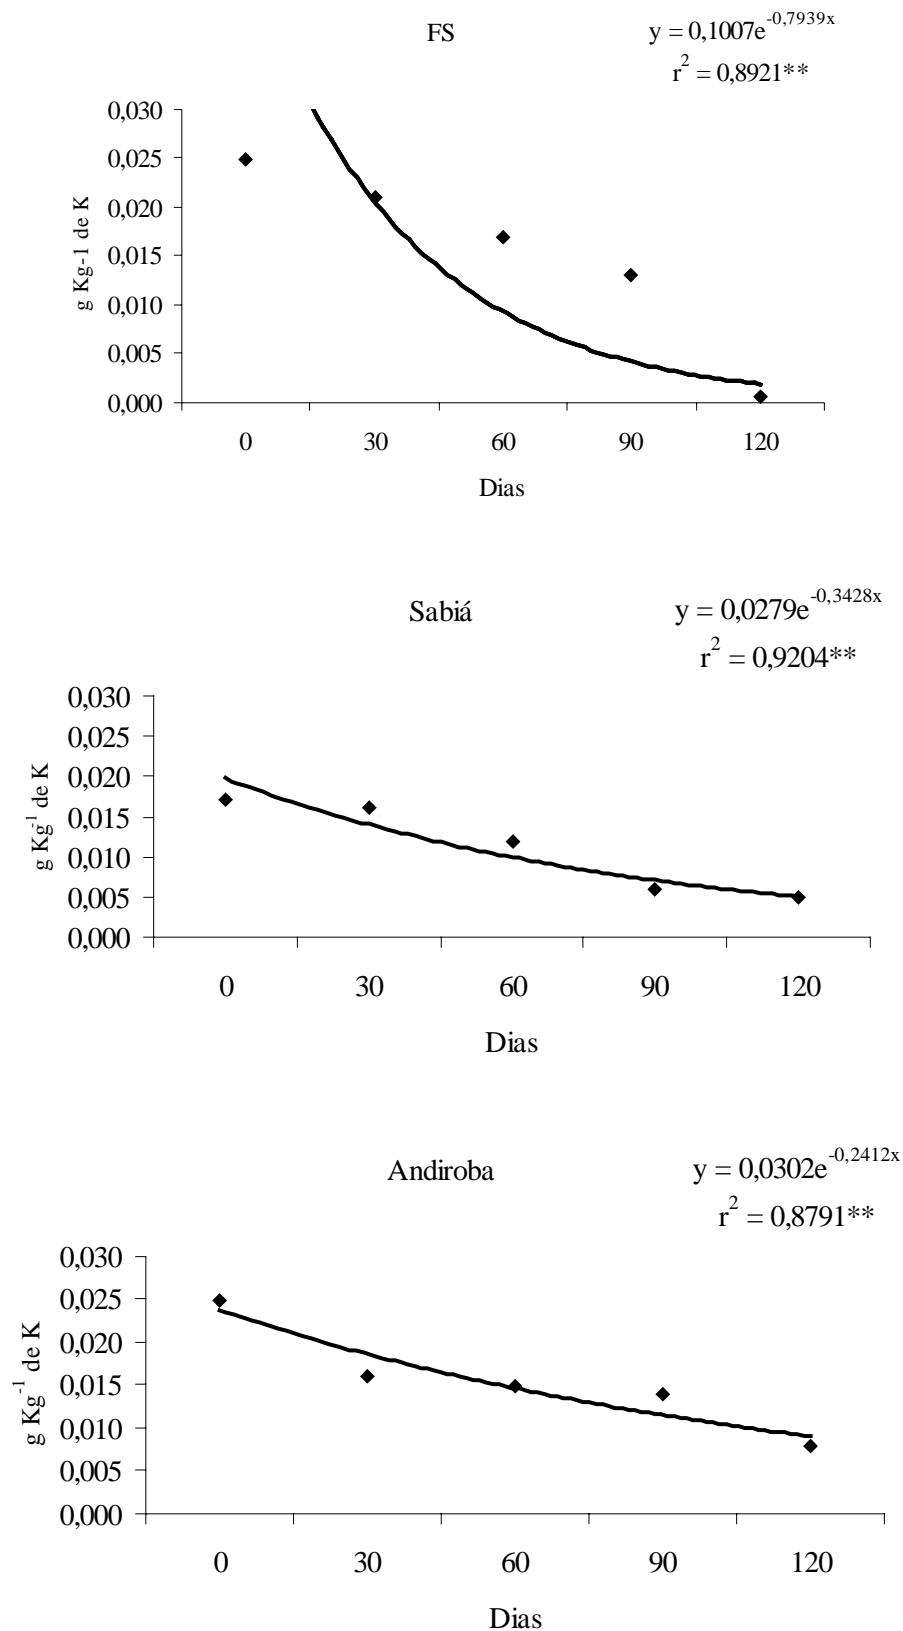 FS
y = 0,1007e^-0,7939x
r^2 = 0,8921**
0,030
0,025
0,020
0,015
0,010
0,005
0,000
g Kg-1 de K
0 30 60 90 120
Dias
Sabiá
y = 0,0279e^-0,3428x
r^2 = 0,9204**
0,030
0,025
0,020
0,015
0,010
0,005
0,000
g Kg^-1 de K
0 30 60 90 120
Dias
Andiroba
y = 0,0302e^-0,2412x
r^2 = 0,8791**
0,030
0,025
0,020
0,015
0,010
0,005
0,000
g Kg^-1 de K
0 30 60 90 120
Dias